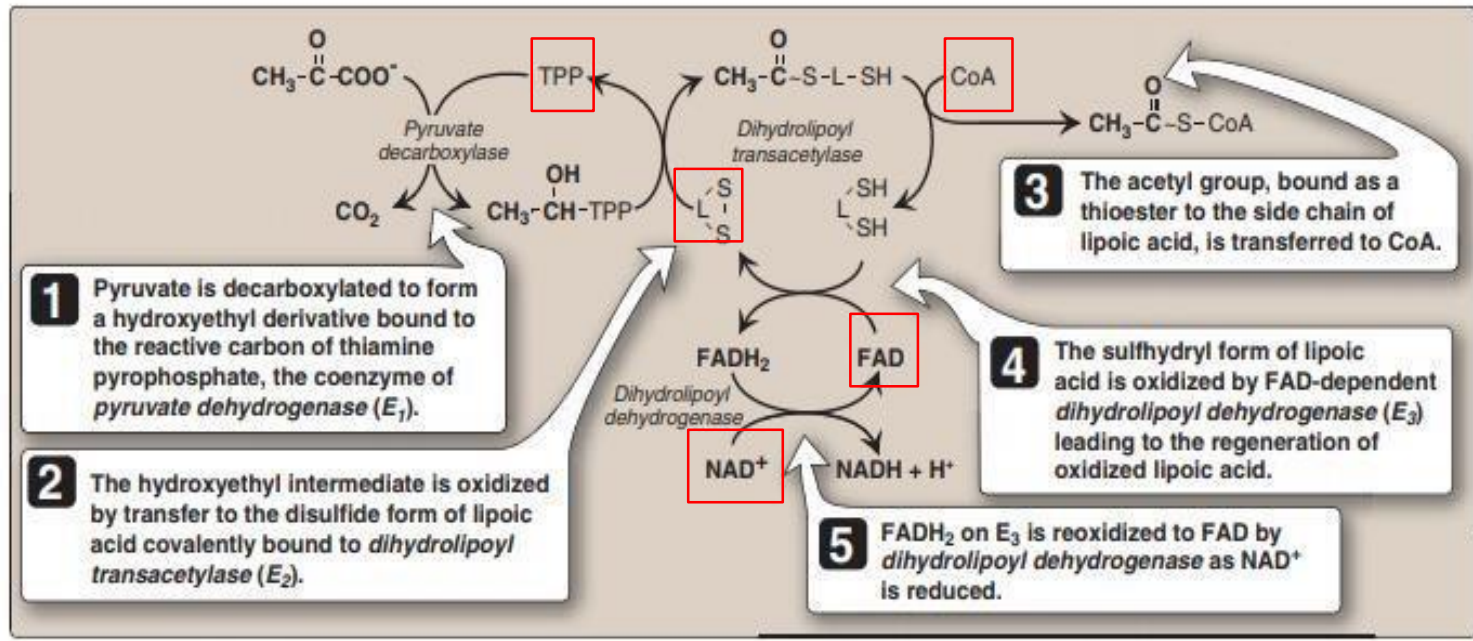 O
CH₃-C-COO⁻
TPP
O
CH₃-C~S-L-SH
CoA
O
CH₃-C~S-CoA
Pyruvate
decarboxylase
Dihydrolipoyl
transacetylase
OH
CO₂
CH₃-CH-TPP
S
L
S
SH
L
SH
3
The acetyl group, bound as a
thioester to the side chain of
lipoic acid, is transferred to CoA.
1
Pyruvate is decarboxylated to form
a hydroxyethyl derivative bound to
the reactive carbon of thiamine
pyrophosphate, the coenzyme of
pyruvate dehydrogenase (E₁).
FADH₂
FAD
Dihydrolipoyl
dehydrogenase
NAD⁺
NADH + H⁺
4
The sulfhydryl form of lipoic
acid is oxidized by FAD-dependent
dihydrolipoyl dehydrogenase (E₃)
leading to the regeneration of
oxidized lipoic acid.
2
The hydroxyethyl intermediate is oxidized
by transfer to the disulfide form of lipoic
acid covalently bound to dihydrolipoyl
transacetylase (E₂).
5
FADH₂ on E₃ is reoxidized to FAD by
dihydrolipoyl dehydrogenase as NAD⁺
is reduced.